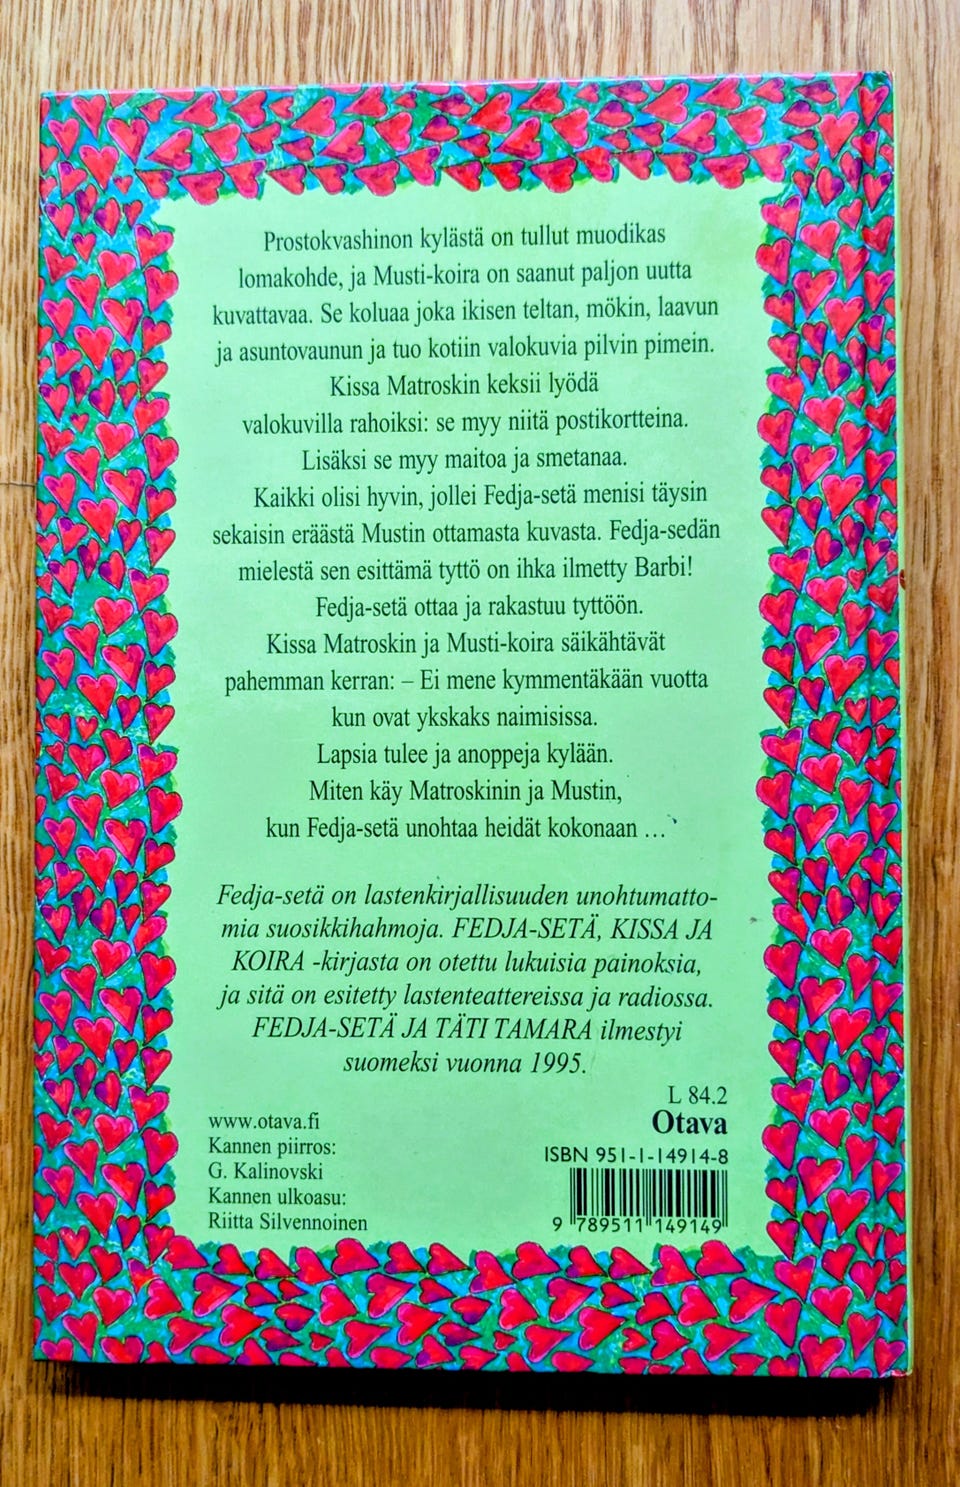 Prostokvashinon kylästä on tullut muodikas
lomakohde, ja Musti-koira on saanut paljon uutta
kuvattavaa. Se koluaa joka ikisen teltan, mökin, laavun
ja asuntovaunun ja tuo kotiin valokuvia pilvin pimein.
Kissa Matroskin keksii lyödä
valokuvilla rahoiksi: se myy niitä postikortteina.
Lisäksi se myy maitoa ja smetanaa.
Kaikki olisi hyvin, jollei Fedja-setä menisi täysin
sekaisin eräästä Mustin ottamasta kuvasta. Fedja-sedän
mielestä sen esittämä tyttö on ihka ilmetty Barbi!
Fedja-setä ottaa ja rakastuu tyttöön.
Kissa Matroskin ja Musti-koira säikähtävät
pahemman kerran: – Ei mene kymmentäkään vuotta
kun ovat ykskaks naimisissa.
Lapsia tulee ja anoppeja kylään.
Miten käy Matroskinin ja Mustin,
kun Fedja-setä unohtaa heidät kokonaan …
Fedja-setä on lastenkirjallisuuden unohtumatto-
mia suosikkihahmoja. FEDJA-SETÄ, KISSA JA
KOIRA -kirjasta on otettu lukuisia painoksia,
ja sitä on esitetty lastenteattereissa ja radiossa.
FEDJA-SETÄ JA TÄTI TAMARA ilmestyi
suomeksi vuonna 1995.
L 84.2
Otava
www.otava.fi
Kannen piirros:
G. Kalinovski
Kannen ulkoasu:
Riitta Silvennoinen
ISBN 951-1-14914-8
9 789511 149149